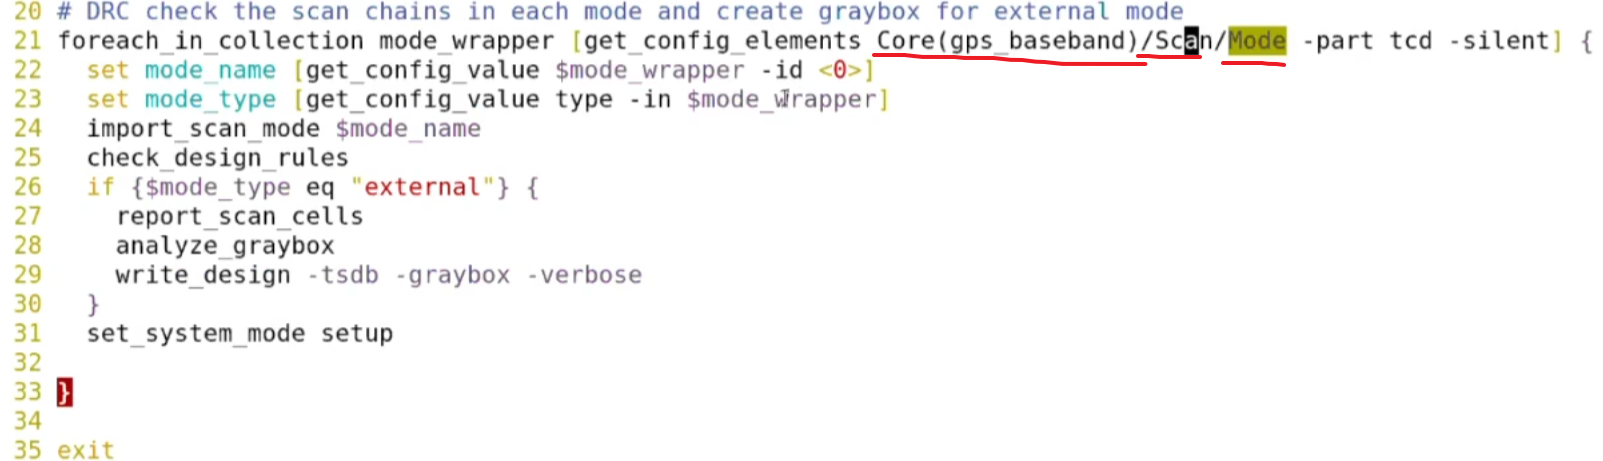 20 # DRC check the scan chains in each mode and create graybox for external mode
21 foreach_in_collection mode_wrapper [get_config_elements Core(gps_baseband)/Scan/Mode -part tcd -silent] {
22   set mode_name [get_config_value $mode_wrapper -id <0>]
23   set mode_type [get_config_value type -in $mode_wrapper]
24   import_scan_mode $mode_name
25   check_design_rules
26   if {$mode_type eq "external"} {
27     report_scan_cells
28     analyze_graybox
29     write_design -tsdb -graybox -verbose
30   }
31   set_system_mode setup
32
33 }
34
35 exit